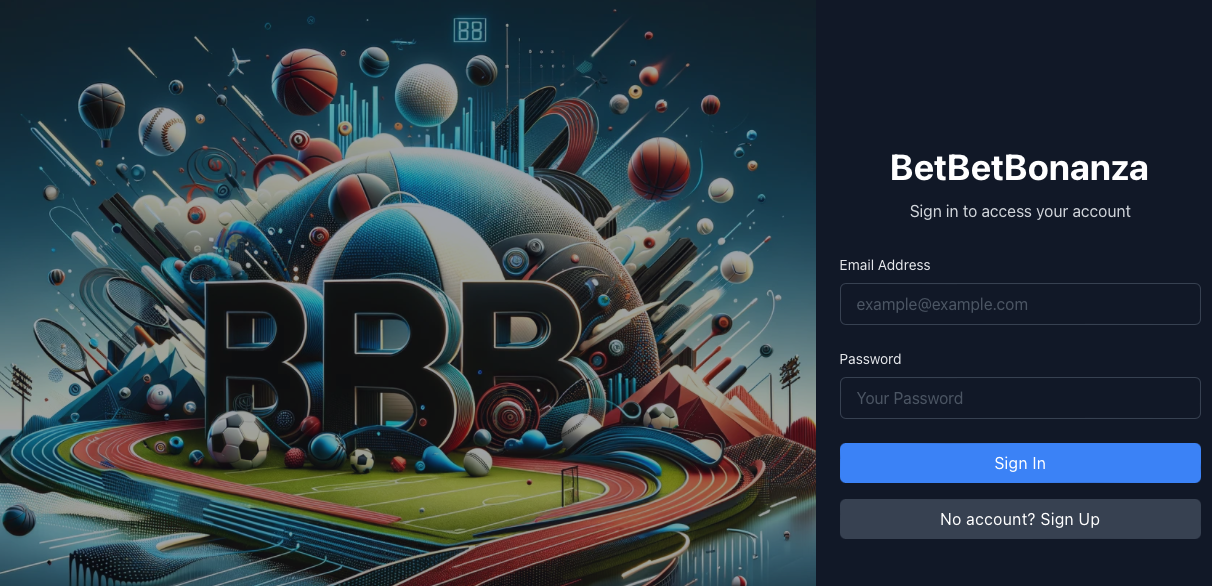 BB
BBB
BetBetBonanza
Sign in to access your account
Email Address
example@example.com
Password
Your Password
Sign In
No account? Sign Up